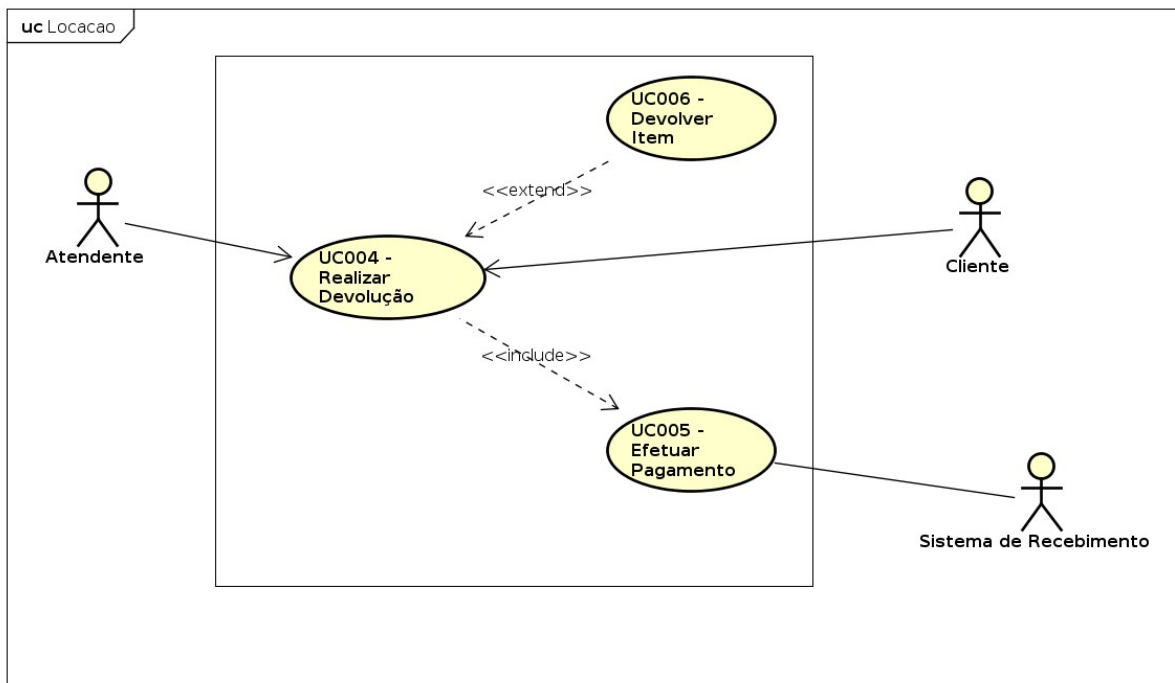 uc Locacao
UC006 -
Devolver
Item
<<extend>>
Atendente
UC004 -
Realizar
Devolução
Cliente
<<include>>
UC005 -
Efetuar
Pagamento
Sistema de Recebimento